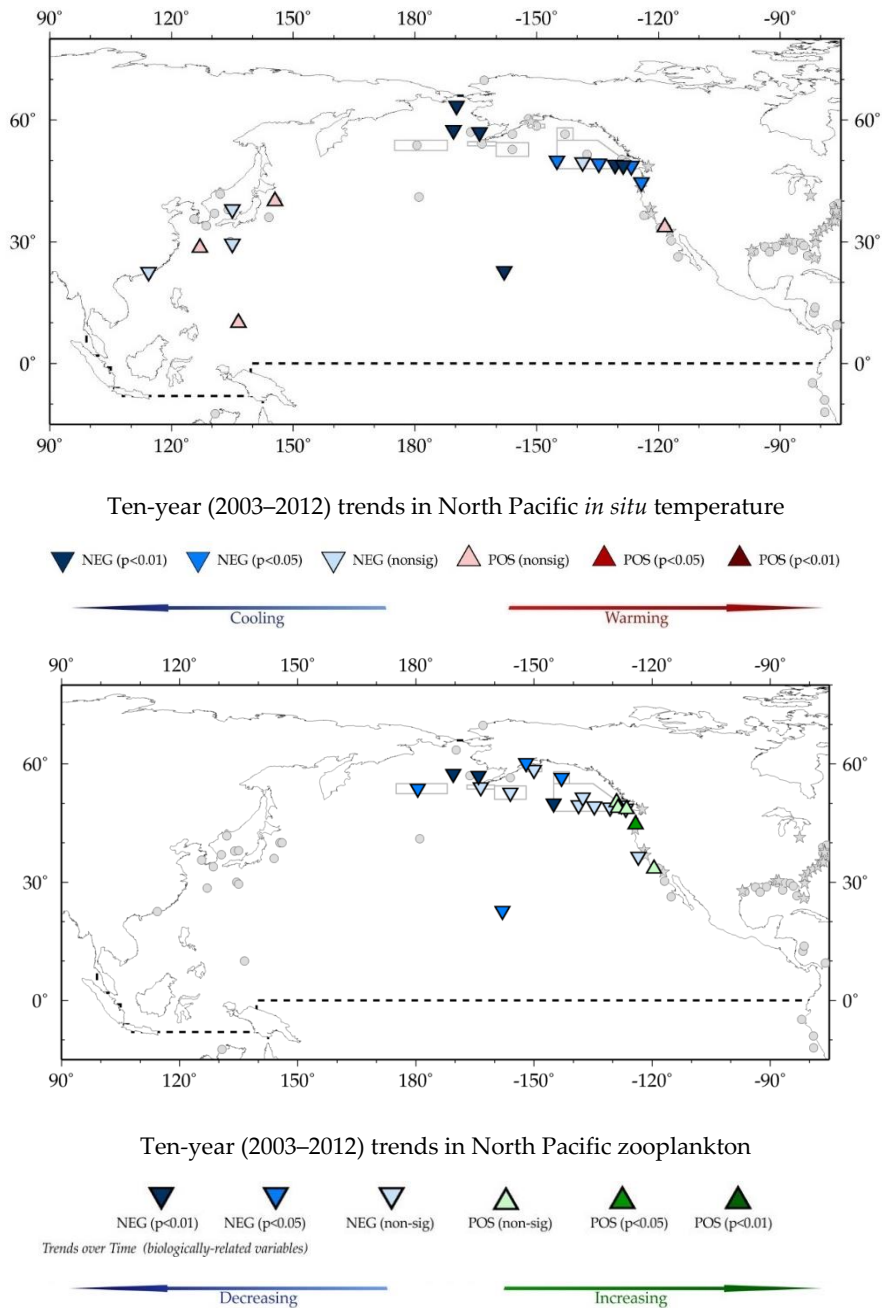 90° 120° 150° 180° -150° -120° -90°
60° 60°
30° 30°
0° 0°
90° 120° 150° 180° -150° -120° -90°
Ten-year (2003–2012) trends in North Pacific in situ temperature
NEG (p<0.01) NEG (p<0.05) NEG (nonsig) POS (nonsig) POS (p<0.05) POS (p<0.01)
Cooling Warming
90° 120° 150° 180° -150° -120° -90°
60° 60°
30° 30°
0° 0°
90° 120° 150° 180° -150° -120° -90°
Ten-year (2003–2012) trends in North Pacific zooplankton
NEG (p<0.01) NEG (p<0.05) NEG (non-sig) POS (non-sig) POS (p<0.05) POS (p<0.01)
Trends over Time (biologically-related variables)
Decreasing Increasing